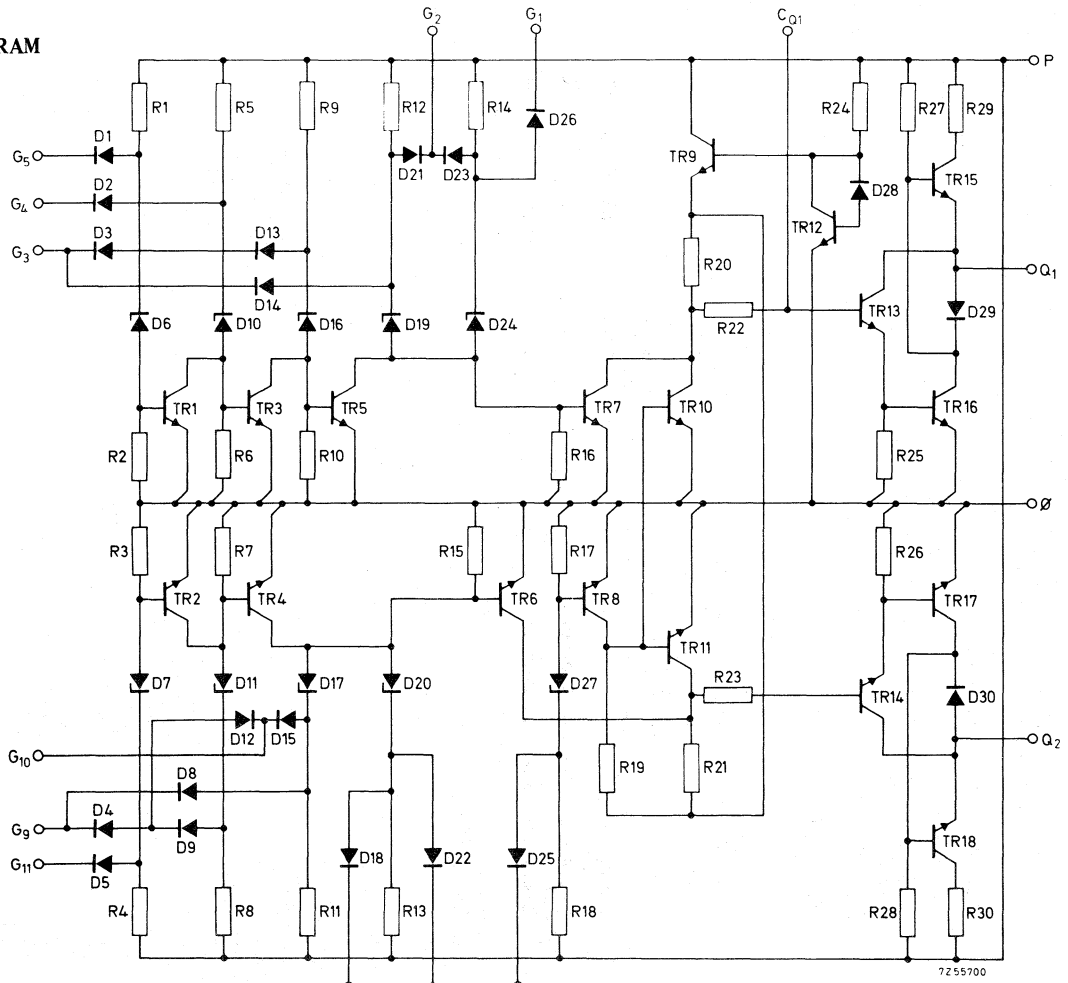 RAM
G2 G1 CQ1
P
R1 R5 R9 R12 R14 D26 R24 R27 R29
G5 D1
D21 D23 TR9 TR15
D28
G4 D2
TR12
G3 D3 D13
R20 Q1
D14
D6 D10 D16 D19 D24 R22 TR13 D29
TR1 TR3 TR5 TR7 TR10 TR16
R2 R6 R10 R16 R25
Ø
R3 R7 R15 R17 R26
TR2 TR4 TR6 TR8 TR17
TR11
D7 D11 D17 D20 D27 R23 TR14 D30
D12 D15
Q2
G10
R19 R21
D8
G9 D4
D9 TR18
D18 D22 D25
G11 D5
R4 R8 R11 R13 R18 R28 R30
7Z55700